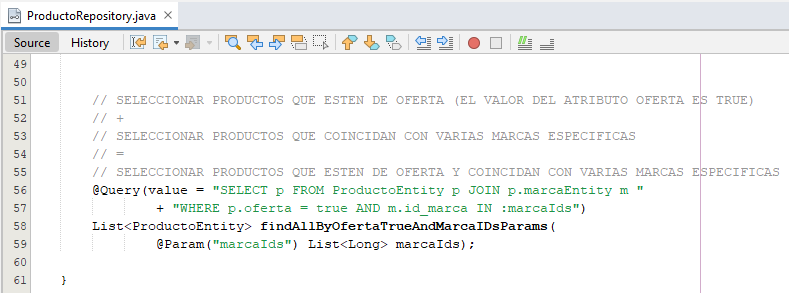 ProductoRepository.java
Source History
49
50
51 // SELECCIONAR PRODUCTOS QUE ESTEN DE OFERTA (EL VALOR DEL ATRIBUTO OFERTA ES TRUE)
52 // +
53 // SELECCIONAR PRODUCTOS QUE COINCIDAN CON VARIAS MARCAS ESPECIFICAS
54 // =
55 // SELECCIONAR PRODUCTOS QUE ESTEN DE OFERTA Y COINCIDAN CON VARIAS MARCAS ESPECIFICAS
56 @Query(value = "SELECT p FROM ProductoEntity p JOIN p.marcaEntity m "
57 + "WHERE p.oferta = true AND m.id_marca IN :marcaIds")
58 List<ProductoEntity> findAllByOfertaTrueAndMarcaIDsParams(
59 @Param("marcaIds") List<Long> marcaIds);
60
61 }